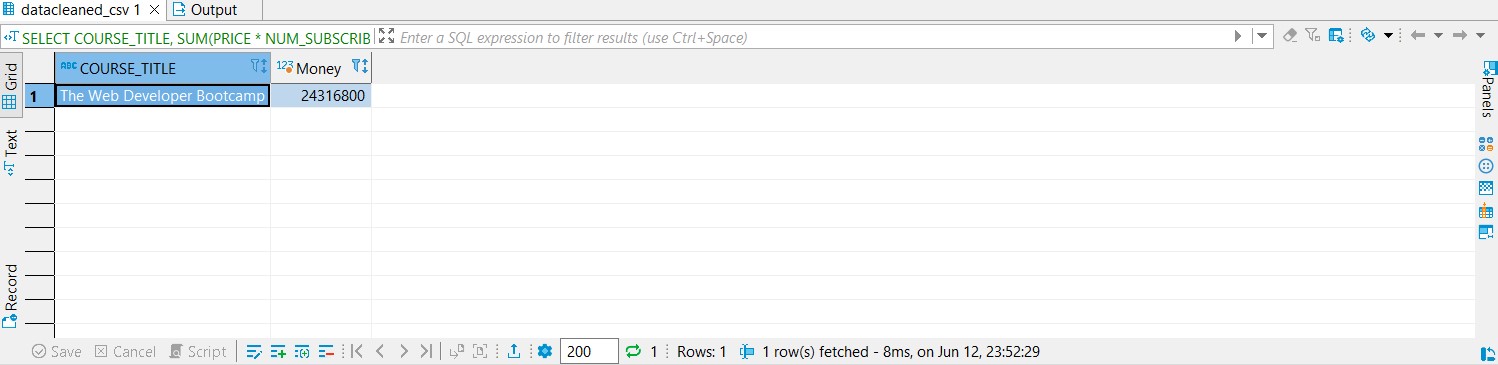 datacleaned_csv 1
Output
SELECT COURSE_TITLE, SUM(PRICE * NUM_SUBSCRIB
Enter a SQL expression to filter results (use Ctrl+Space)
Grid
Text
Record
ABC COURSE_TITLE
123 Money
1
The Web Developer Bootcamp
24316800
Panels
Save
Cancel
Script
200
1
Rows: 1
1 row(s) fetched - 8ms, on Jun 12, 23:52:29